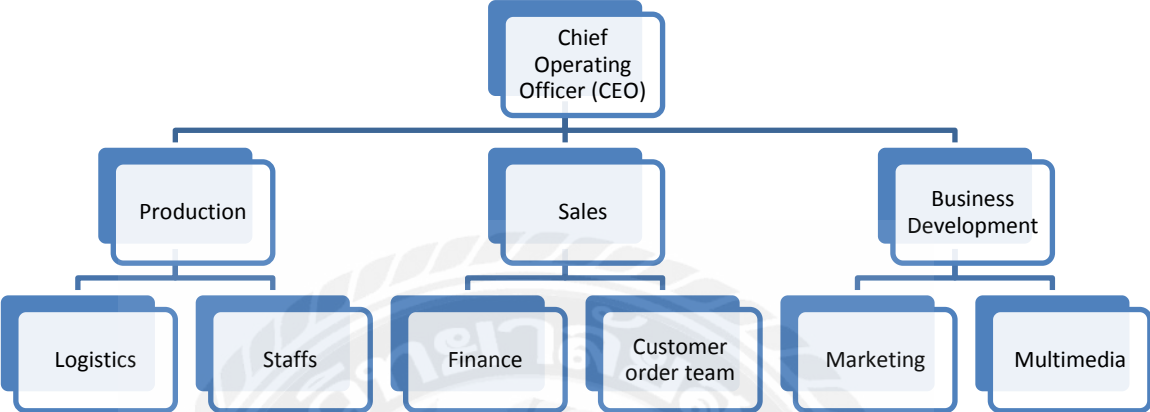 Chief
Operating
Officer (CEO)
Production
Sales
Business
Development
Logistics
Staffs
Finance
Customer
order team
Marketing
Multimedia